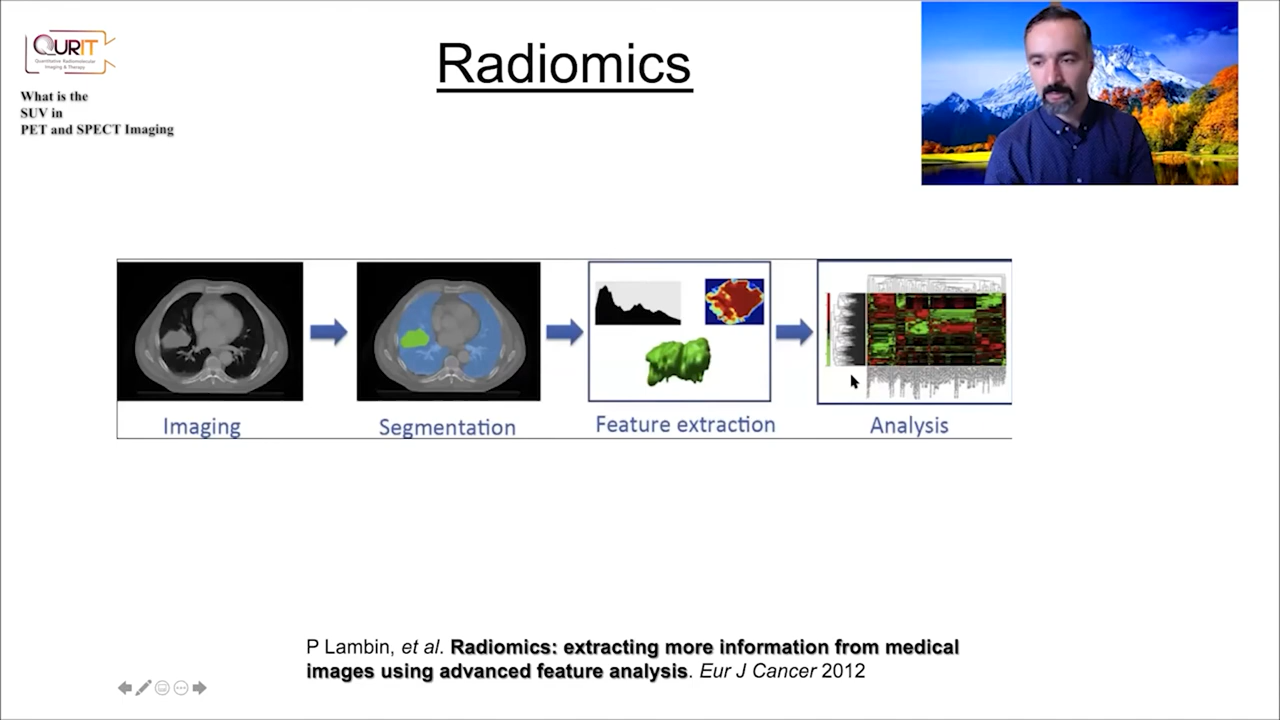 QURIT
Quantitative Radiomolecular
Imaging & Therapy
What is the
SUV in
PET and SPECT Imaging
Radiomics
Imaging
Segmentation
Feature extraction
Analysis
P Lambin, et al. Radiomics: extracting more information from medical
images using advanced feature analysis. Eur J Cancer 2012